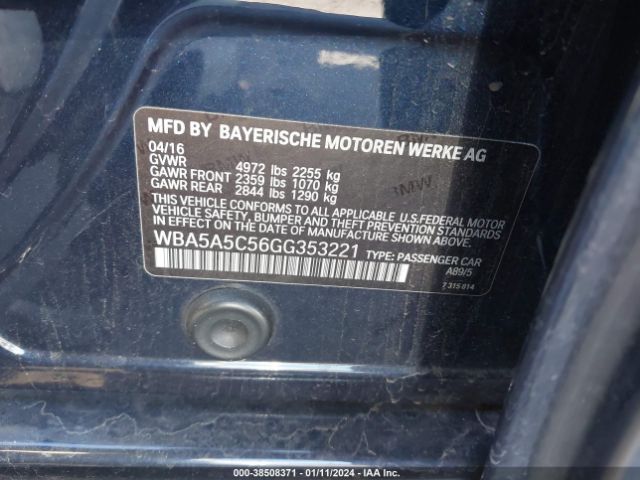 MFD BY BAYERISCHE MOTOREN WERKE AG
04/16
GVWR 4972 lbs 2255 kg
GAWR FRONT 2359 lbs 1070 kg
GAWR REAR 2844 lbs 1290 kg
THIS VEHICLE CONFORMS TO ALL APPLICABLE U.S.FEDERAL MOTOR
VEHICLE SAFETY, BUMPER AND THEFT PREVENTION STANDARDS
IN EFFECT ON THE DATE OF MANUFACTURE SHOWN ABOVE.
WBA5A5C56GG353221 TYPE: PASSENGER CAR
A89/5
7 315 814
000-38508371 - 01/11/2024 - IAA Inc.